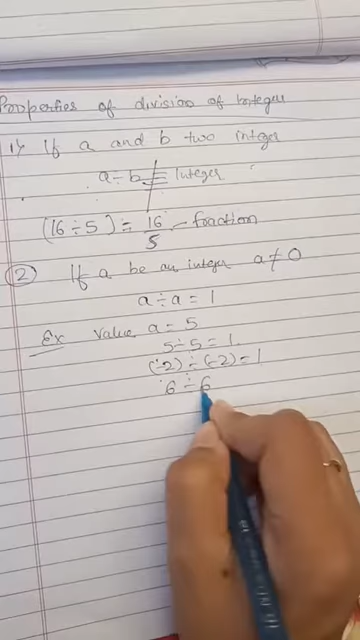 Properties of division of Integer
1) If a and b two integer
a÷b ≠ Integer
(16÷5) = 16/5 – fraction
② If a be an integer a≠0
a÷a = 1
Ex Value a = 5
5÷5 = 1.
(-2)÷(-2) = 1
6÷6